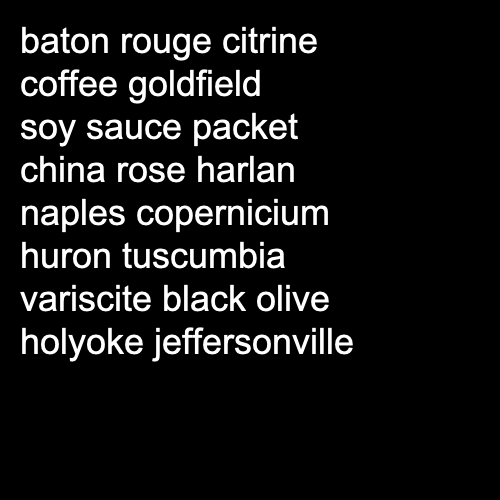 baton rouge citrine
coffee goldfield
soy sauce packet
china rose harlan
naples copernicium
huron tuscumbia
variscite black olive
holyoke jeffersonville